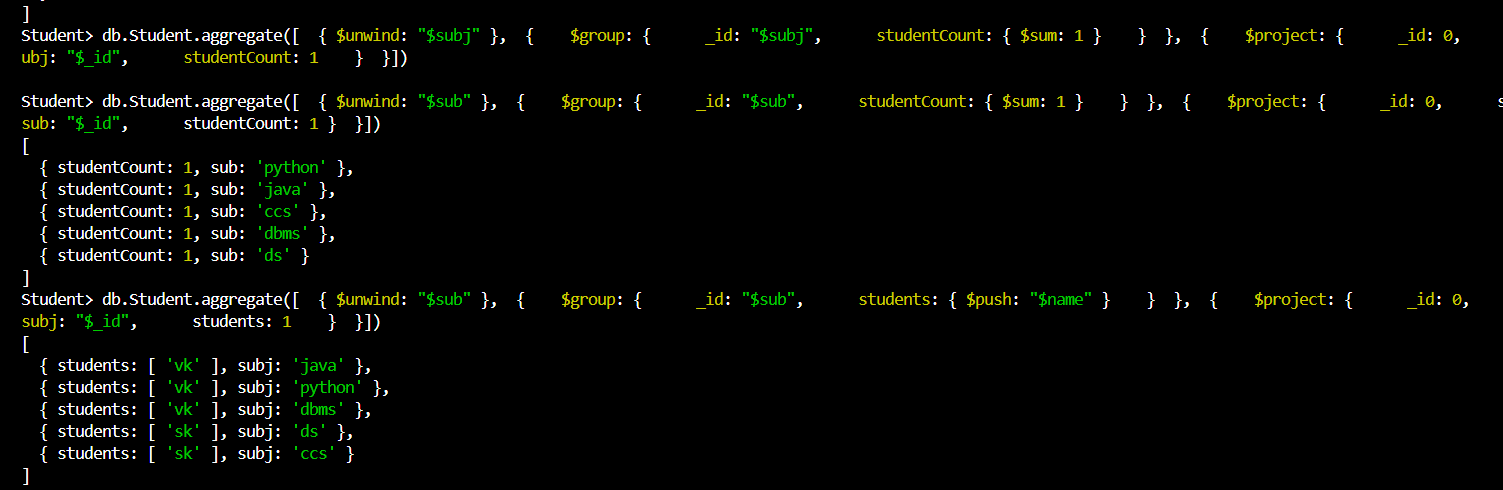 ]
Student> db.Student.aggregate([  { $unwind: "$subj" },  {    $group: {      _id: "$subj",      studentCount: { $sum: 1 }    }  },  {    $project: {      _id: 0,
ubj: "$_id",      studentCount: 1    }  }])
Student> db.Student.aggregate([  { $unwind: "$sub" },  {    $group: {      _id: "$sub",      studentCount: { $sum: 1 }    }  },  {    $project: {      _id: 0,      s
sub: "$_id",      studentCount: 1 }  }])
[
  { studentCount: 1, sub: 'python' },
  { studentCount: 1, sub: 'java' },
  { studentCount: 1, sub: 'ccs' },
  { studentCount: 1, sub: 'dbms' },
  { studentCount: 1, sub: 'ds' }
]
Student> db.Student.aggregate([  { $unwind: "$sub" },  {    $group: {      _id: "$sub",      students: { $push: "$name" }    }  },  {    $project: {      _id: 0,
subj: "$_id",      students: 1    }  }])
[
  { students: [ 'vk' ], subj: 'java' },
  { students: [ 'vk' ], subj: 'python' },
  { students: [ 'vk' ], subj: 'dbms' },
  { students: [ 'sk' ], subj: 'ds' },
  { students: [ 'sk' ], subj: 'ccs' }
]